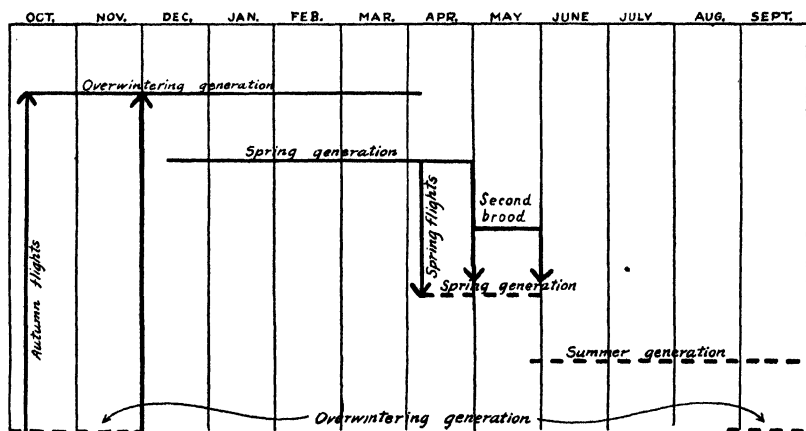 OCT. NOV. DEC. JAN. FEB. MAR. APR. MAY JUNE JULY AUG. SEPT.
Overwintering generation
Spring generation
Second
brood
Spring flights
Spring generation
Autumn flights
Summer generation
Overwintering generation